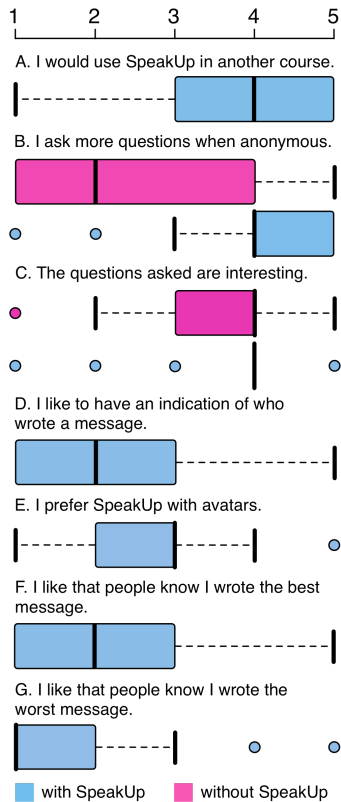 1 2 3 4 5
A. I would use SpeakUp in another course.
B. I ask more questions when anonymous.
C. The questions asked are interesting.
D. I like to have an indication of who
wrote a message.
E. I prefer SpeakUp with avatars.
F. I like that people know I wrote the best
message.
G. I like that people know I wrote the
worst message.
with SpeakUp without SpeakUp